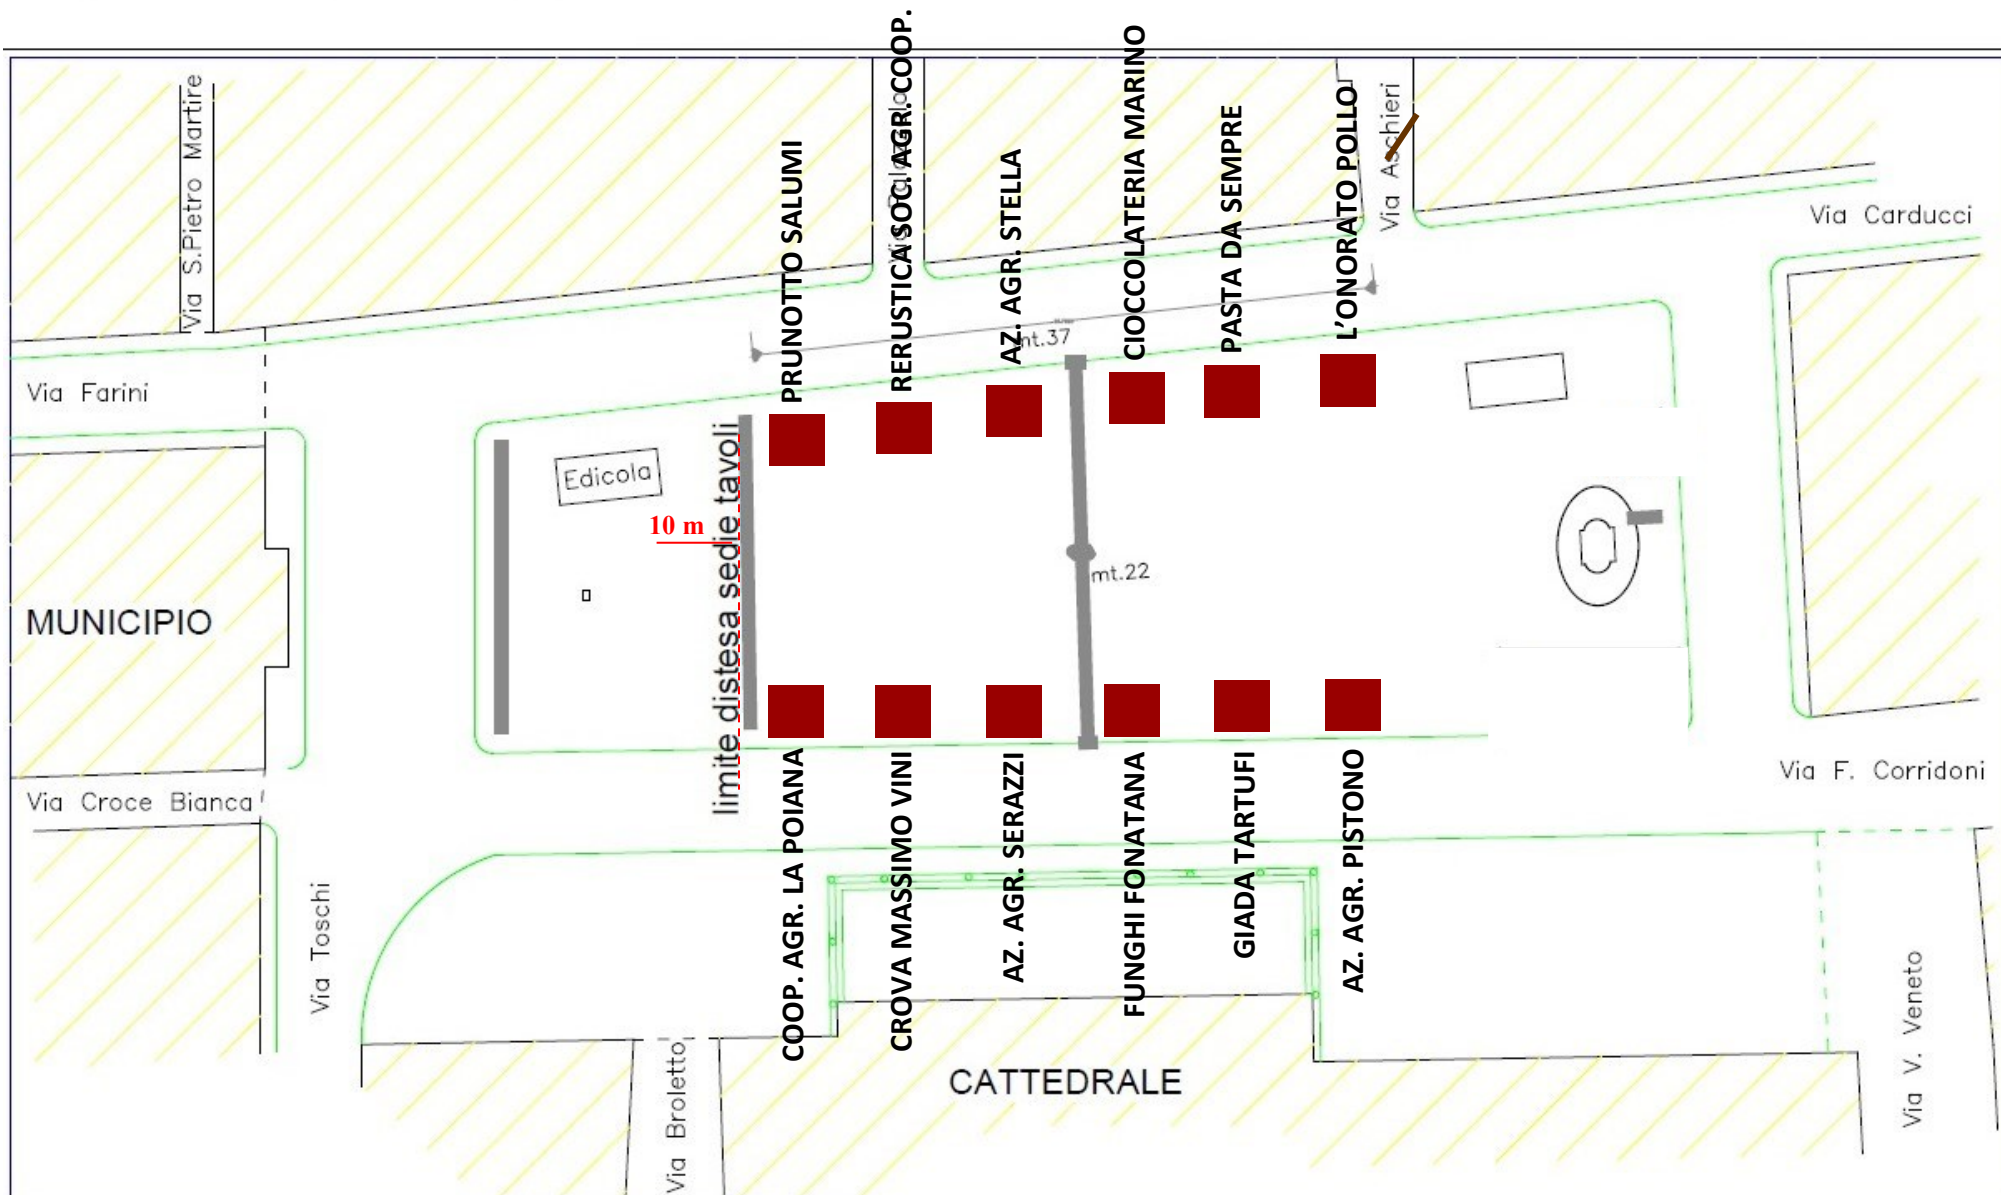 Via S.Pietro Martire
PRUNOTTO SALUMI
RERUSTICA SOC. AGR. COOP.
AZ. AGR. STELLA
CIOCCOLATERIA MARINO
PASTA DA SEMPRE
L'ONORATO POLLO
Via Aschieri
Via Carducci
mt.37
Via Farini
Edicola
10 m
limite distesa sedie tavoli
mt.22
MUNICIPIO
Via Croce Bianca
Via F. Corridoni
COOP. AGR. LA POIANA
CROVA MASSIMO VINI
AZ. AGR. SERAZZI
FUNGHI FONATANA
GIADA TARTUFI
AZ. AGR. PISTONO
Via Toschi
Via Broletto
CATTEDRALE
Via V. Veneto